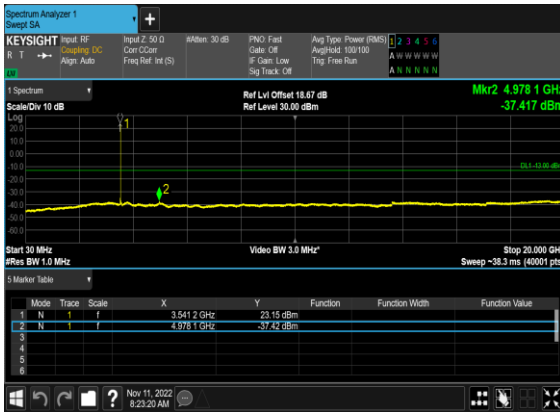 Spectrum Analyzer 1
Swept SA
+
KEYSIGHT Input: RF Input Z: 50 Ω #Atten: 30 dB PNO: Fast Avg Type: Power (RMS) 1 2 3 4 5 6
R T Coupling: DC Corr CCorr Gate: Off Avg|Hold: 100/100 A W W W W W
Align: Auto Freq Ref: Int (S) IF Gain: Low Trig: Free Run
LXI Sig Track: Off A N N N N N
1 Spectrum Ref Lvl Offset 18.67 dB Mkr2 4.978 1 GHz
Scale/Div 10 dB Ref Level 30.00 dBm -37.417 dBm
Log
20.0
10.0
0.00
-10.0
-20.0
-30.0
-40.0
-50.0
-60.0
1
2
DL1 -13.00 dBm
Start 30 MHz Video BW 3.0 MHz* Stop 20.000 GHz
#Res BW 1.0 MHz Sweep ~38.3 ms (40001 pts)
5 Marker Table
Mode Trace Scale X Y Function Function Width Function Value
1 N 1 f 3.541 2 GHz 23.15 dBm
2 N 1 f 4.978 1 GHz -37.42 dBm
3
4
5
6
? Nov 11, 2022
8:23:20 AM